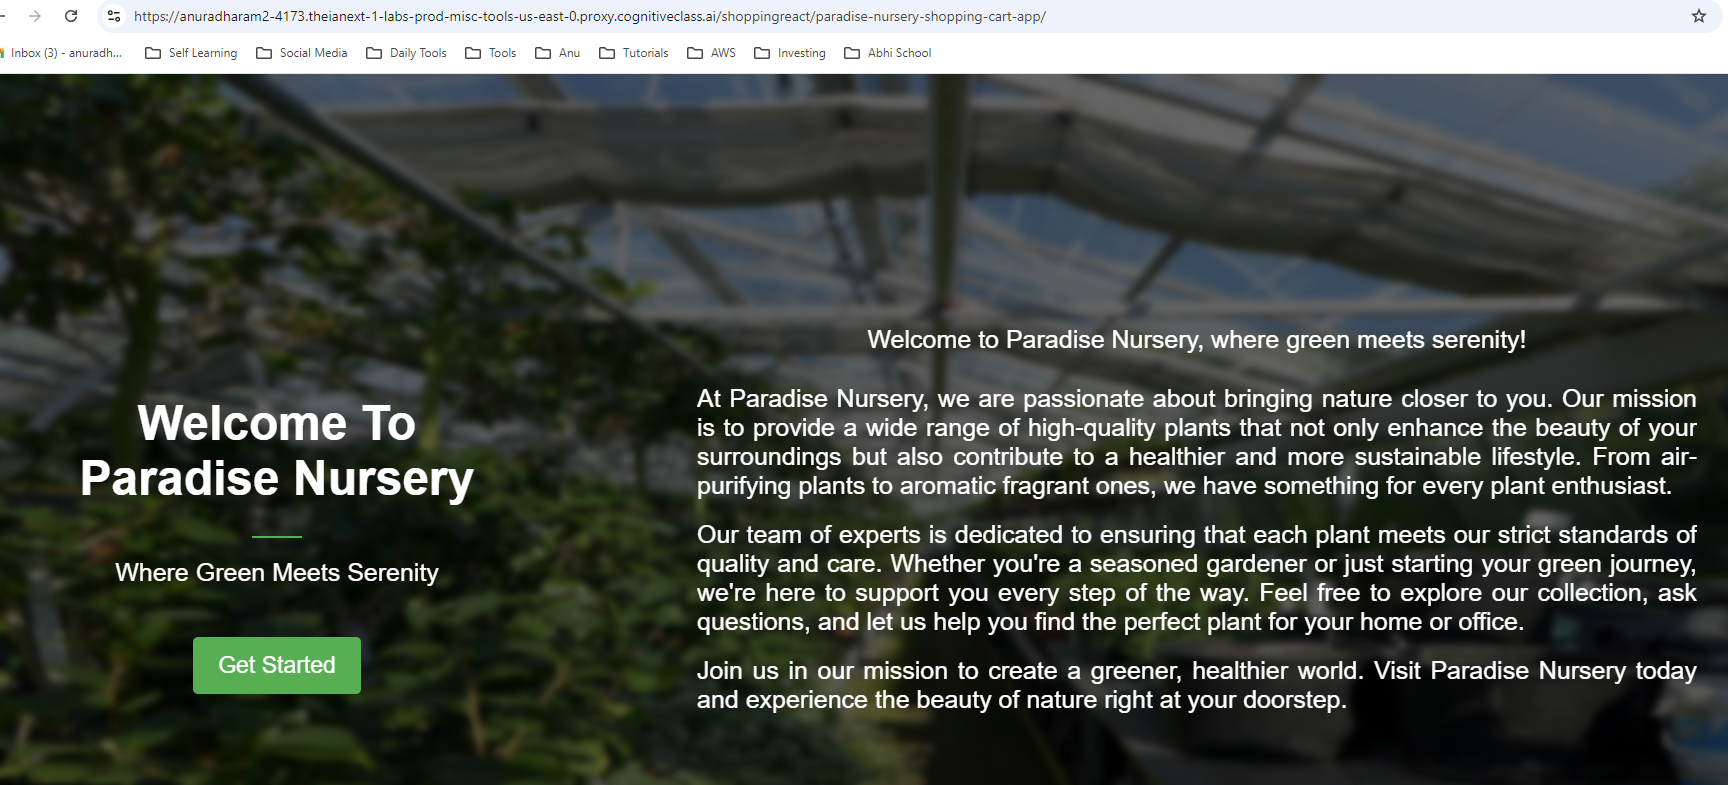 https://anuradharam2-4173.theianext-1-labs-prod-misc-tools-us-east-0.proxy.cognitiveclass.ai/shoppingreact/paradise-nursery-shopping-cart-app/
Inbox (3) - anuradh... Self Learning Social Media Daily Tools Tools Anu Tutorials AWS Investing Abhi School
Welcome To
Paradise Nursery
Where Green Meets Serenity
Get Started
Welcome to Paradise Nursery, where green meets serenity!
At Paradise Nursery, we are passionate about bringing nature closer to you. Our mission
is to provide a wide range of high-quality plants that not only enhance the beauty of your
surroundings but also contribute to a healthier and more sustainable lifestyle. From air-
purifying plants to aromatic fragrant ones, we have something for every plant enthusiast.
Our team of experts is dedicated to ensuring that each plant meets our strict standards of
quality and care. Whether you're a seasoned gardener or just starting your green journey,
we're here to support you every step of the way. Feel free to explore our collection, ask
questions, and let us help you find the perfect plant for your home or office.
Join us in our mission to create a greener, healthier world. Visit Paradise Nursery today
and experience the beauty of nature right at your doorstep.